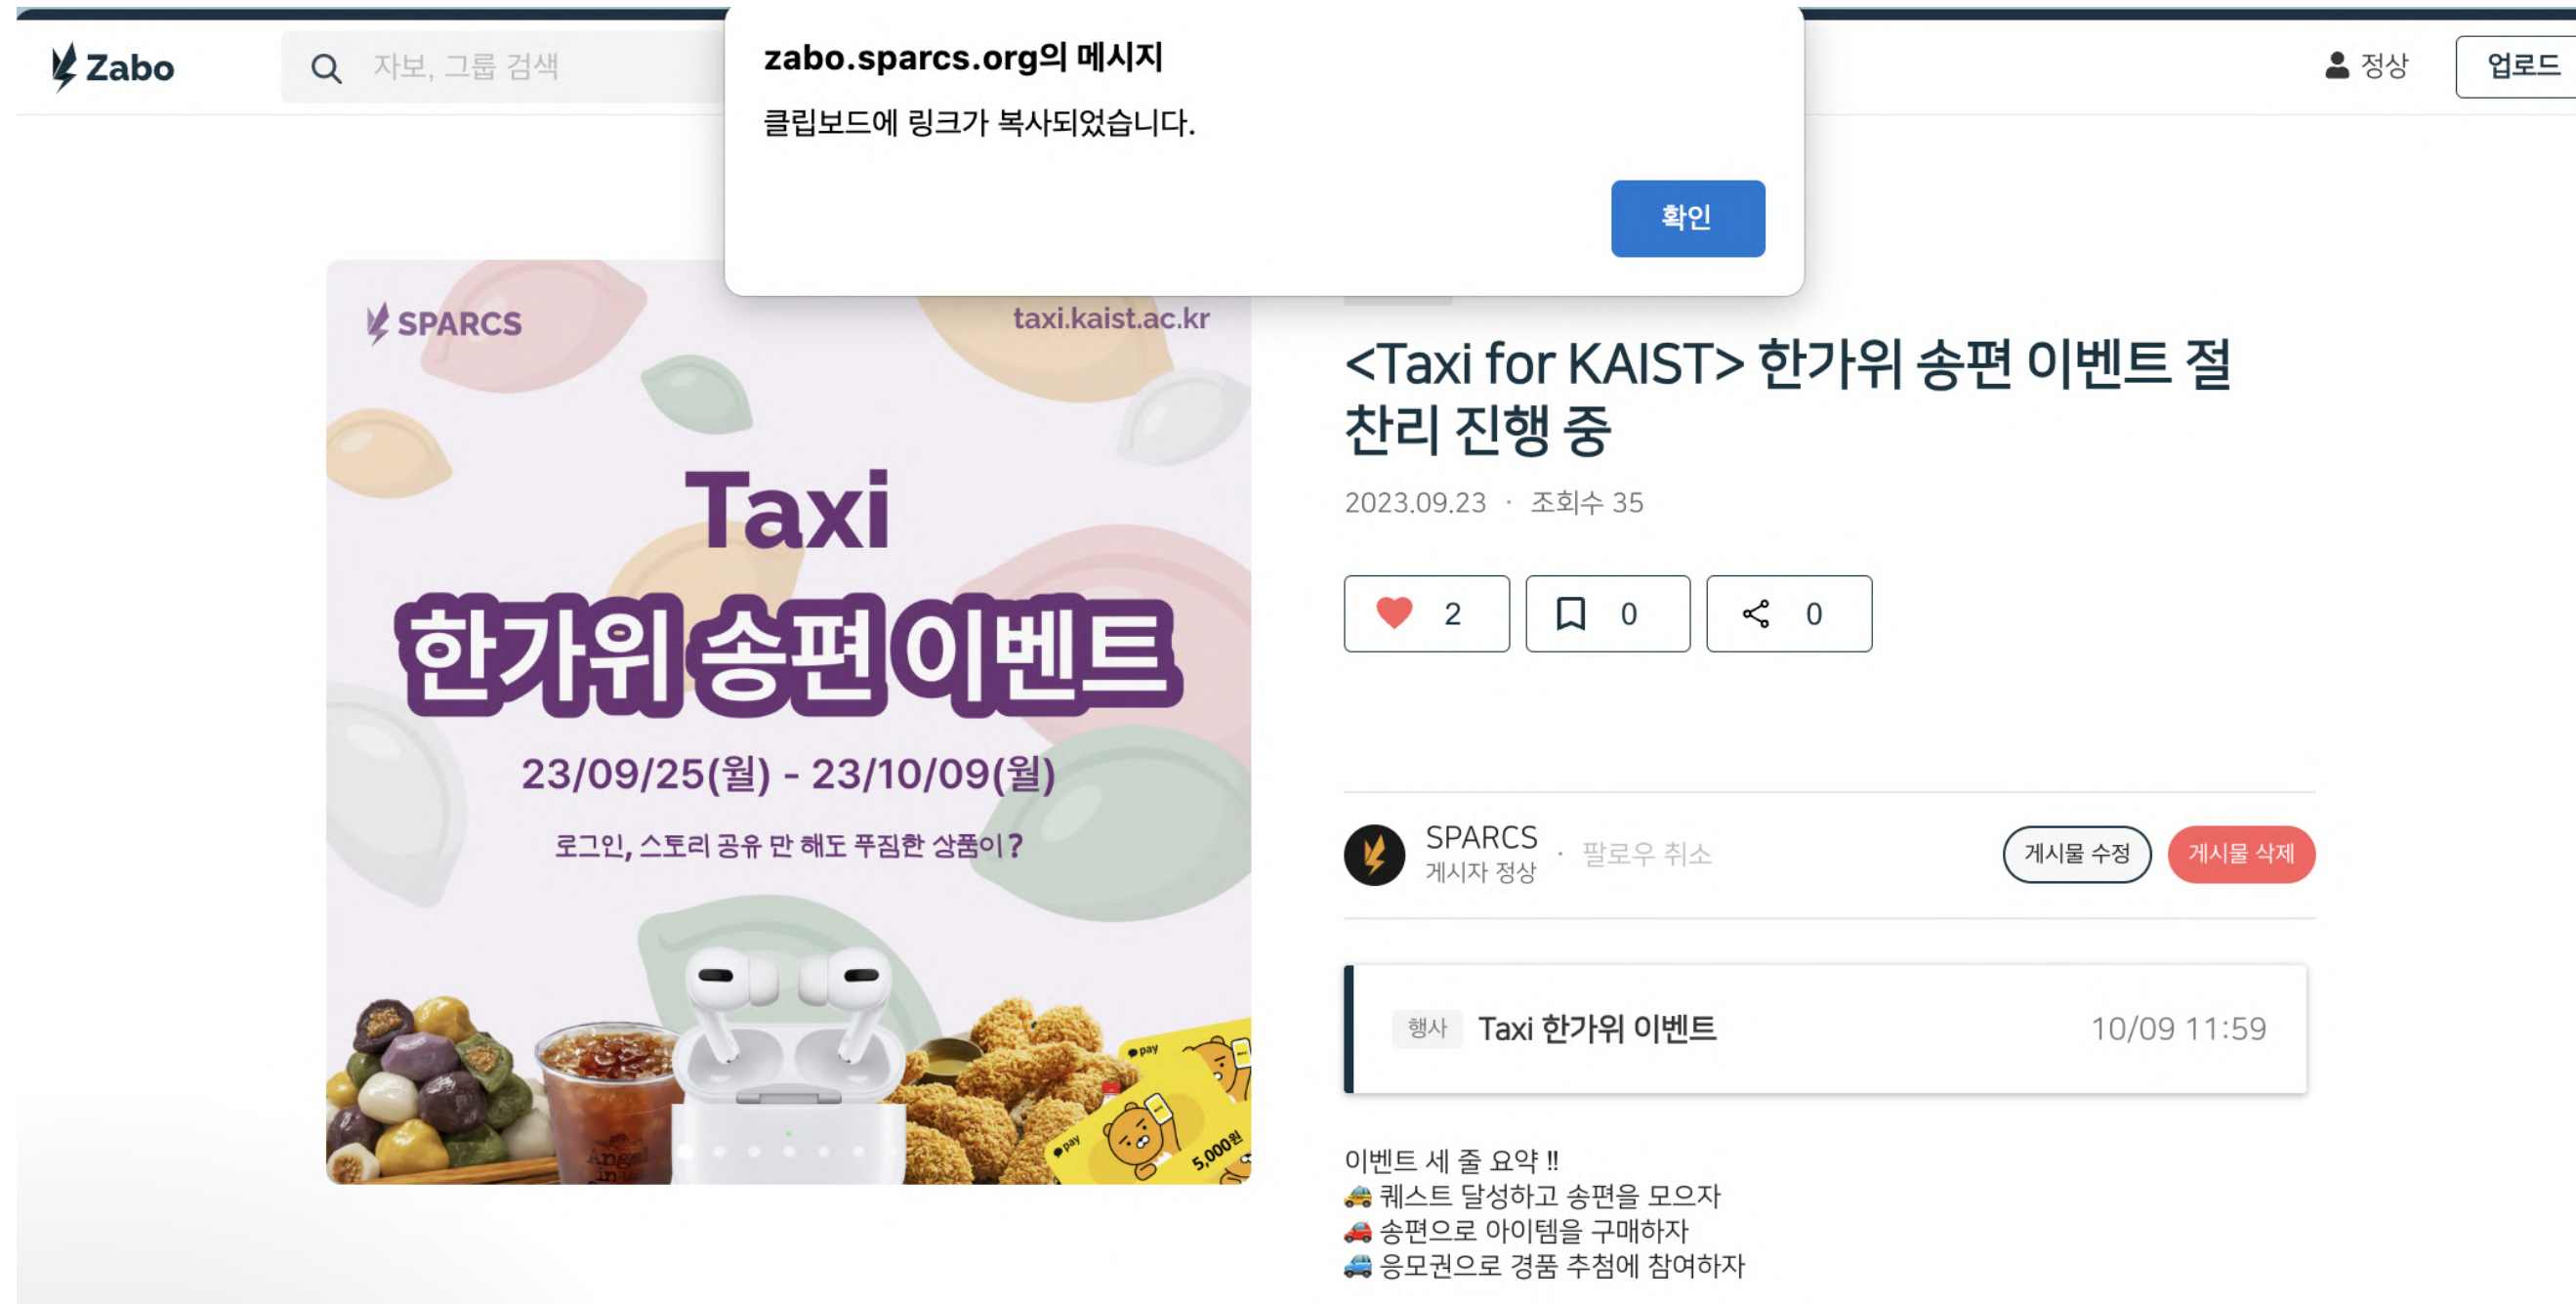 Zabo
자보, 그룹 검색
zabo.sparcs.org의 메시지
클립보드에 링크가 복사되었습니다.
확인
정상
업로드
SPARCS
taxi.kaist.ac.kr
Taxi
한가위 송편 이벤트
23/09/25(월) - 23/10/09(월)
로그인, 스토리 공유 만 해도 푸짐한 상품이?
Angel
in
pay
pay
5,000원
<Taxi for KAIST> 한가위 송편 이벤트 절
찬리 진행 중
2023.09.23 · 조회수 35
2
0
0
SPARCS
게시자 정상
· 팔로우 취소
게시물 수정
게시물 삭제
행사 Taxi 한가위 이벤트 10/09 11:59
이벤트 세 줄 요약 !!
🚕 퀘스트 달성하고 송편을 모으자
🚗 송편으로 아이템을 구매하자
🚙 응모권으로 경품 추첨에 참여하자